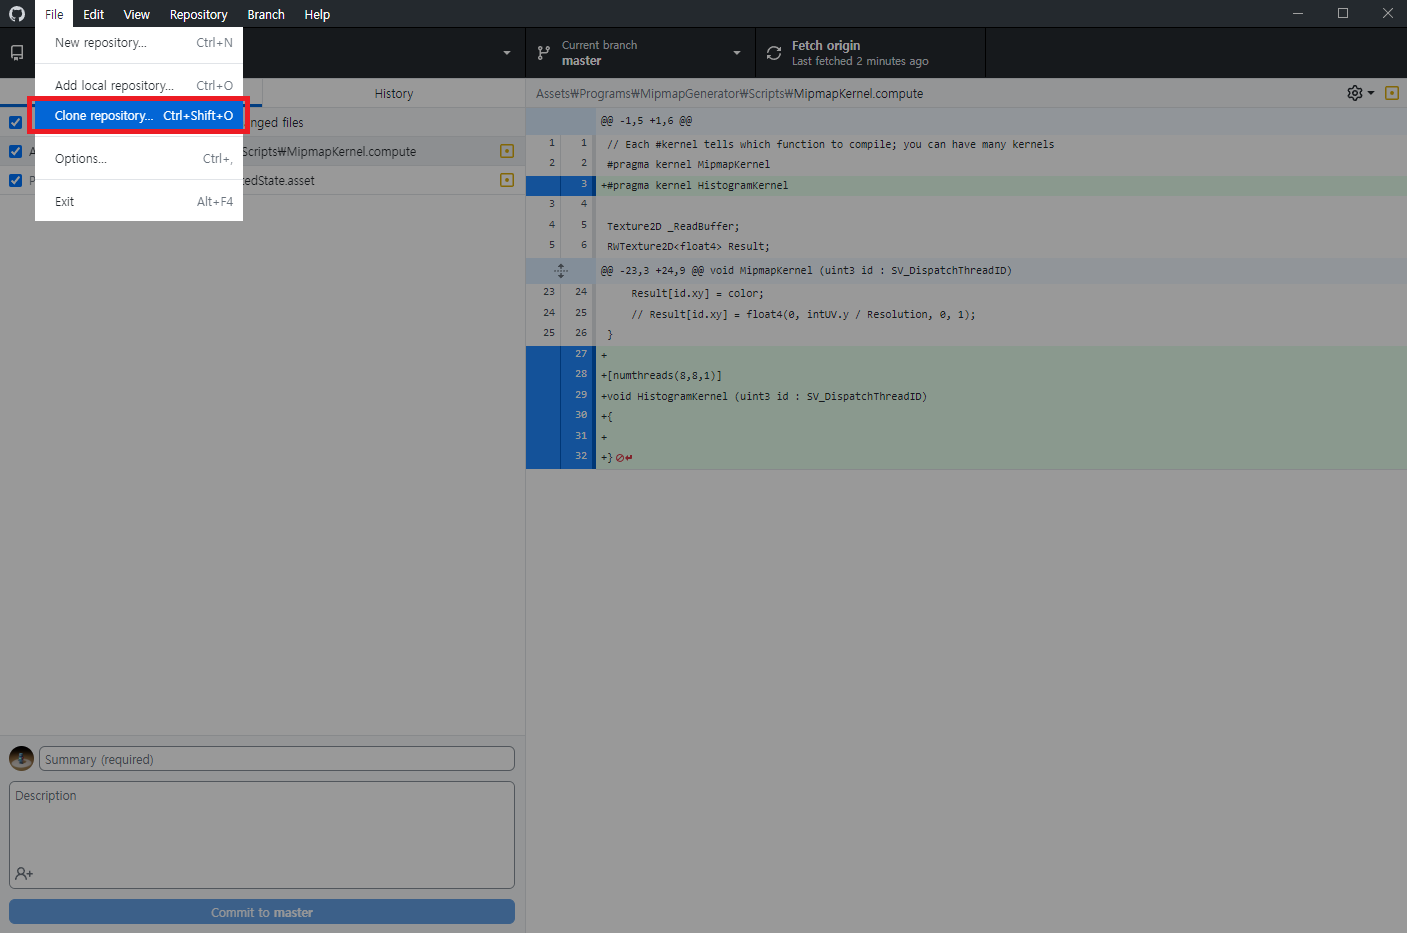 File Edit View Repository Branch Help
New repository... Ctrl+N
Add local repository... Ctrl+O
Clone repository... Ctrl+Shift+O
Options... Ctrl+,
Exit Alt+F4
Current branch
master
Fetch origin
Last fetched 2 minutes ago
History
nged files
A
Scripts₩MipmapKernel.compute
P
tedState.asset
Assets₩Programs₩MipmapGenerator₩Scripts₩MipmapKernel.compute
@@ -1,5 +1,6 @@
1 1 // Each #kernel tells which function to compile; you can have many kernels
2 2 #pragma kernel MipmapKernel
3 +#pragma kernel HistogramKernel
3 4
4 5 Texture2D _ReadBuffer;
5 6 RWTexture2D<float4> Result;
@@ -23,3 +24,9 @@ void MipmapKernel (uint3 id : SV_DispatchThreadID)
23 24 Result[id.xy] = color;
24 25 // Result[id.xy] = float4(0, intUV.y / Resolution, 0, 1);
25 26 }
27 +
28 +[numthreads(8,8,1)]
29 +void HistogramKernel (uint3 id : SV_DispatchThreadID)
30 +{
31 +
32 +}
Summary (required)
Description
Commit to master